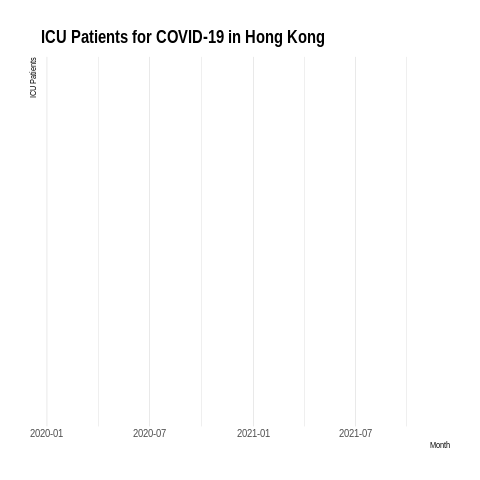 ICU Patients for COVID-19 in Hong Kong
ICU Patients
2020-01 2020-07 2021-01 2021-07
Month